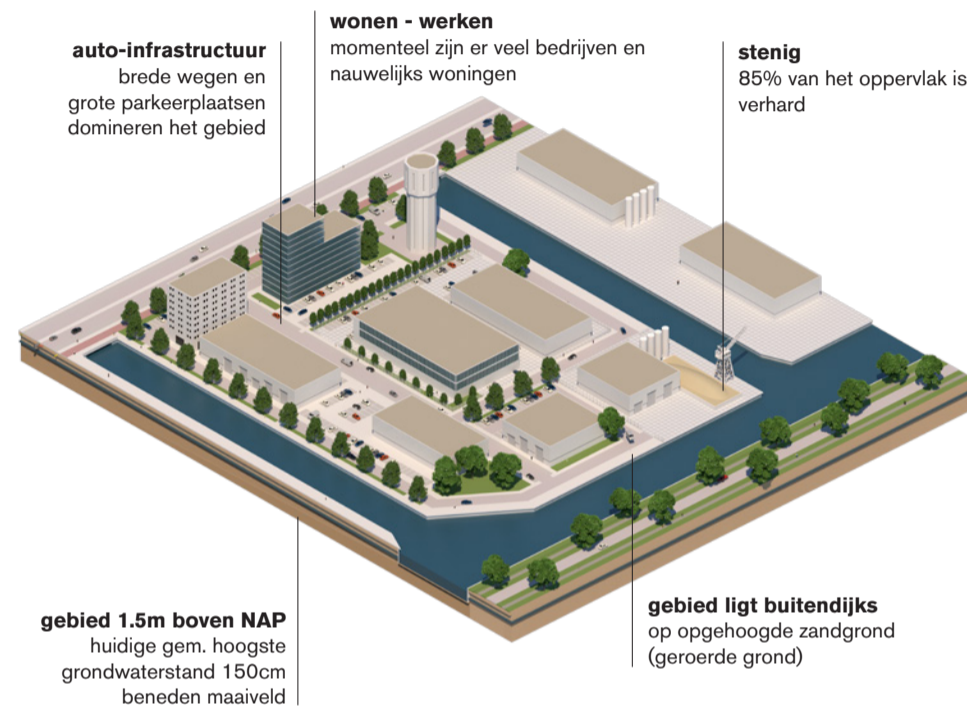 wonen - werken
momenteel zijn er veel bedrijven en
nauwelijks woningen
auto-infrastructuur
brede wegen en
grote parkeerplaatsen
domineren het gebied
stenig
85% van het oppervlak is
verhard
gebied 1.5m boven NAP
huidige gem. hoogste
grondwaterstand 150cm
beneden maaiveld
gebied ligt buitendijks
op opgehoogde zandgrond
(geroerde grond)